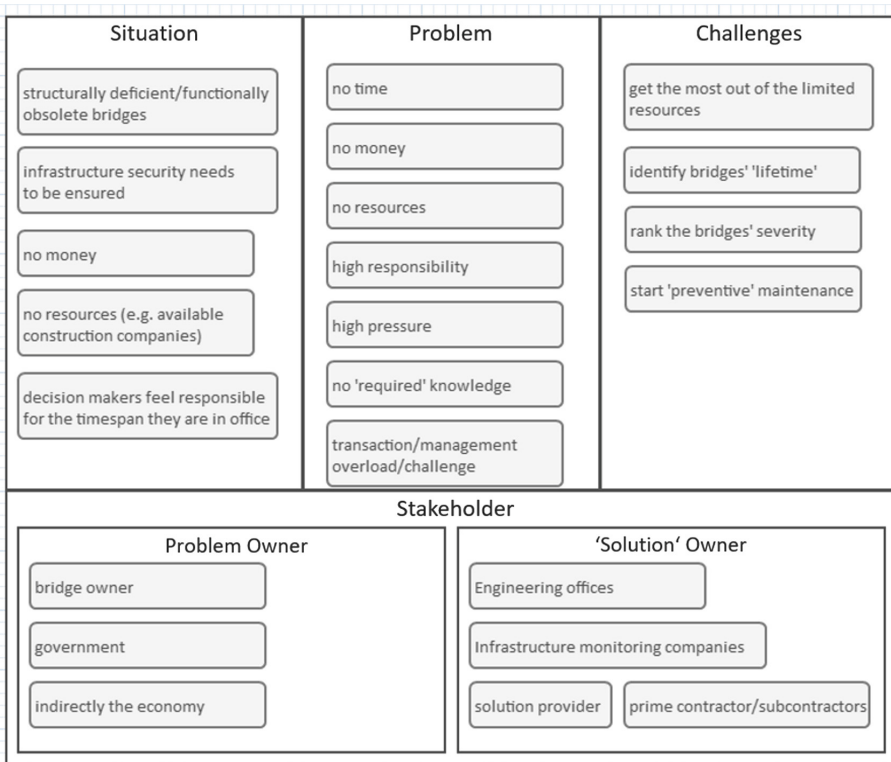 Situation
structurally deficient/functionally
obsolete bridges
infrastructure security needs
to be ensured
no money
no resources (e.g. available
construction companies)
decision makers feel responsible
for the timespan they are in office
Problem
no time
no money
no resources
high responsibility
high pressure
no 'required' knowledge
transaction/management
overload/challenge
Challenges
get the most out of the limited
resources
identify bridges' 'lifetime'
rank the bridges' severity
start 'preventive' maintenance
Stakeholder
Problem Owner
bridge owner
government
indirectly the economy
‘Solution‘ Owner
Engineering offices
Infrastructure monitoring companies
solution provider
prime contractor/subcontractors